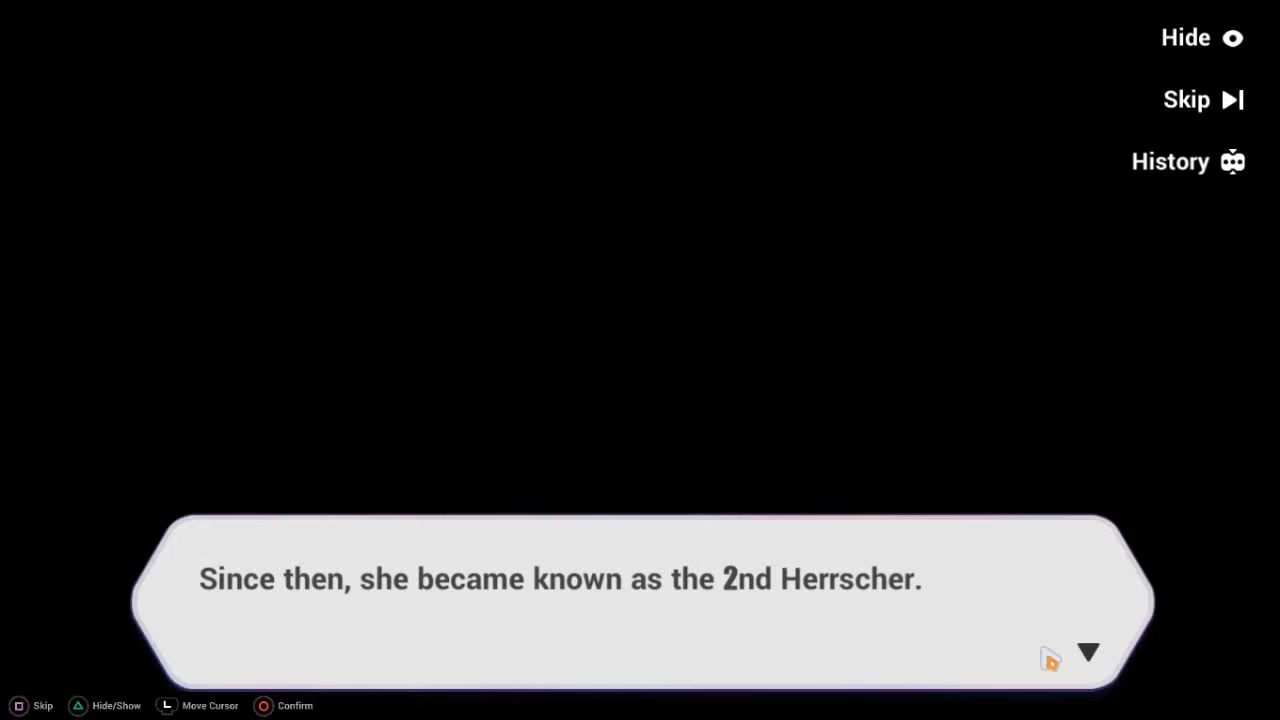 Hide
Skip
History
Since then, she became known as the 2nd Herrscher.
Skip Hide/Show L Move Cursor Confirm